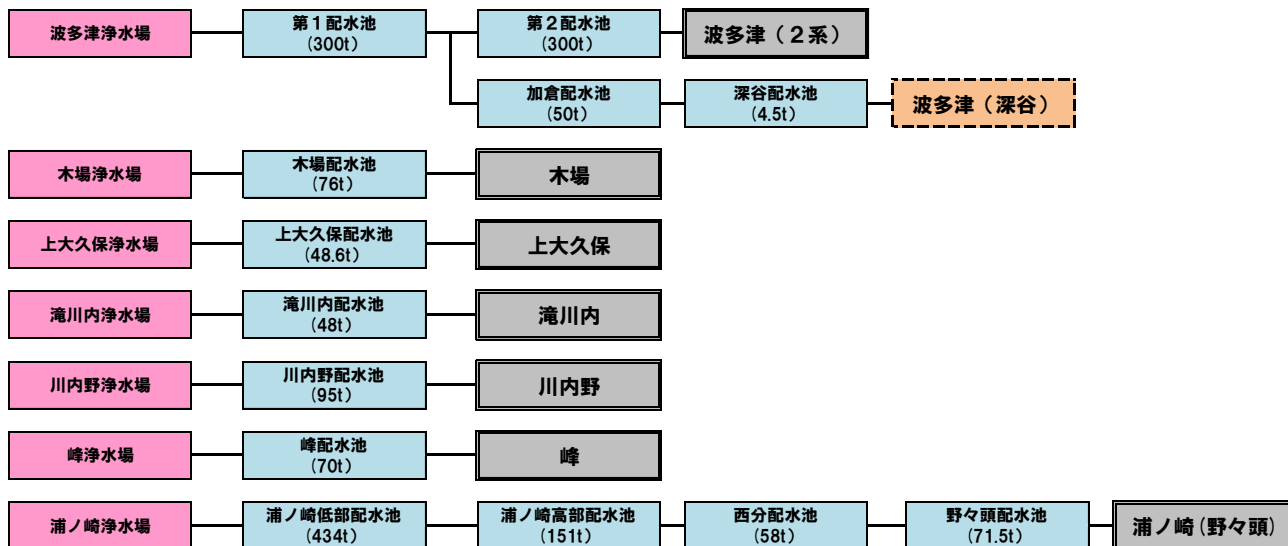 波多津浄水場
第１配水池
(300t)
第２配水池
(300t)
波多津（２系）
加倉配水池
(50t)
深谷配水池
(4.5t)
波多津（深谷）
木場浄水場
木場配水池
(76t)
木場
上大久保浄水場
上大久保配水池
(48.6t)
上大久保
滝川内浄水場
滝川内配水池
(48t)
滝川内
川内野浄水場
川内野配水池
(95t)
川内野
峰浄水場
峰配水池
(70t)
峰
浦ノ崎浄水場
浦ノ崎低部配水池
(434t)
浦ノ崎高部配水池
(151t)
西分配水池
(58t)
野々頭配水池
(71.5t)
浦ノ崎(野々頭)